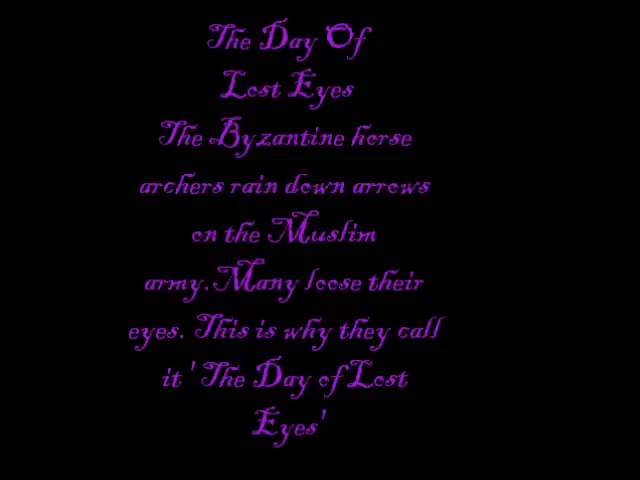 The Day Of
Lost Eyes
The Byzantine horse
archers rain down arrows
on the Muslim
army.Many loose their
eyes. This is why they call
it ' The Day of Lost
Eyes'